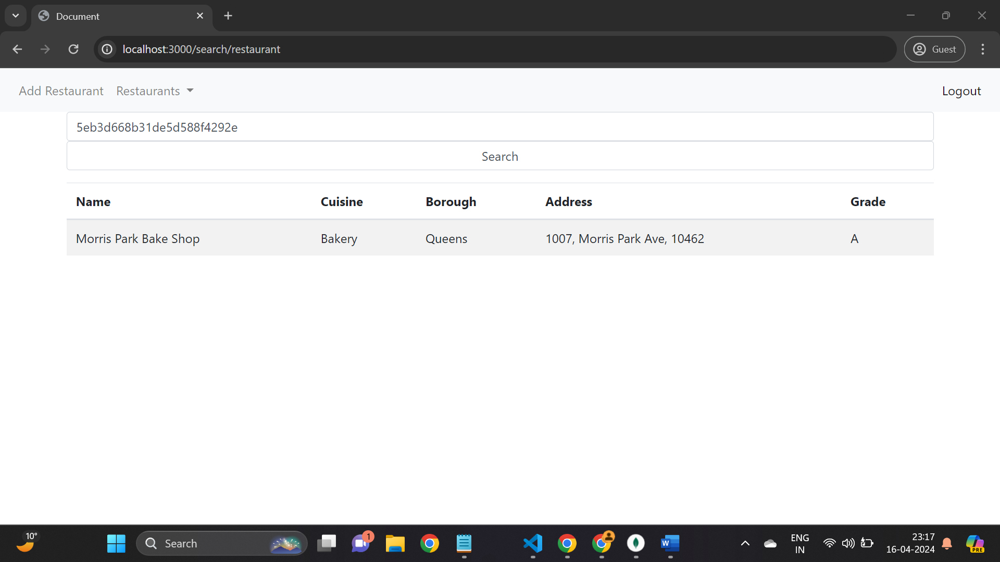 Document
localhost:3000/search/restaurant
Guest
Add Restaurant Restaurants Logout
5eb3d668b31de5d588f4292e
Search
Name Cuisine Borough Address Grade
Morris Park Bake Shop Bakery Queens 1007, Morris Park Ave, 10462 A
10°
Search
1
W
ENG
IN
23:17
16-04-2024
PRE